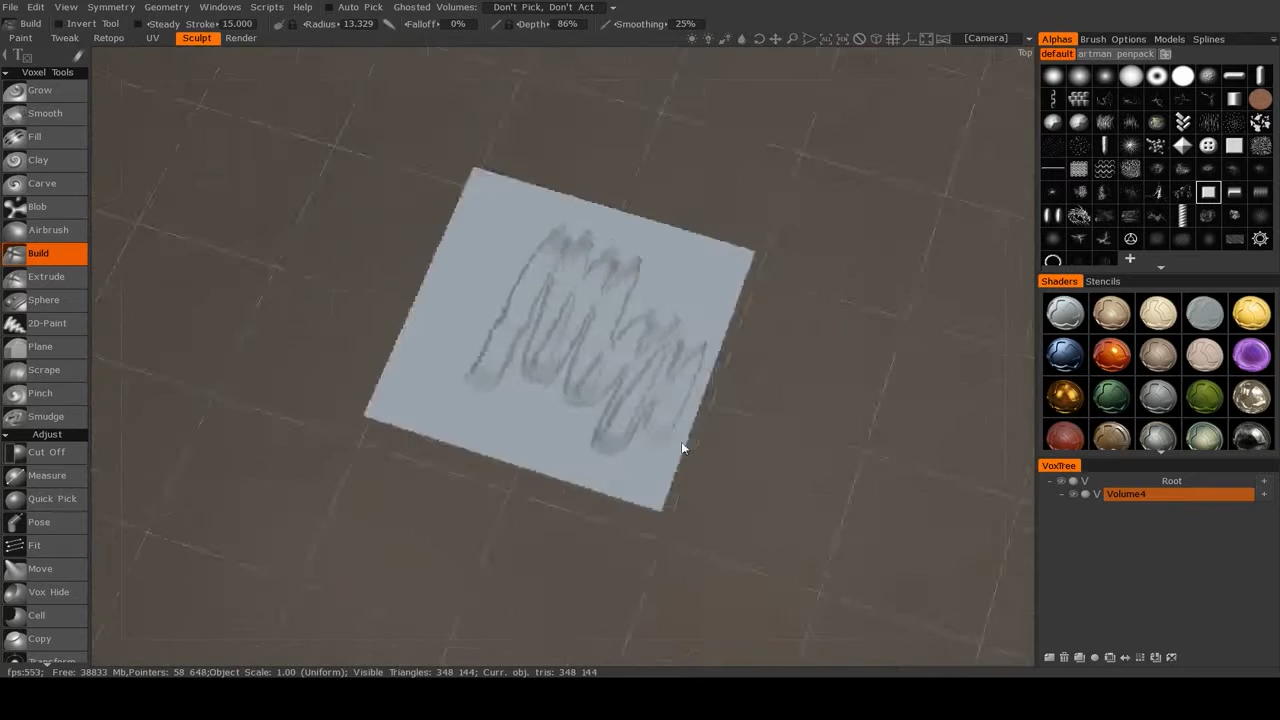 File Edit View Symmetry Geometry Windows Scripts Help Auto Pick Ghosted Volumes: Don't Pick, Don't Act
Build Invert Tool Steady Stroke 15.000 Radius 13.329 Falloff 0% Depth 86% Smoothing 25%
Paint Tweak Retopo UV Sculpt Render [Camera]
Top
Voxel Tools
Grow
Smooth
Fill
Clay
Carve
Blob
Airbrush
Build
Extrude
Sphere
2D-Paint
Plane
Scrape
Pinch
Smudge
Adjust
Cut Off
Measure
Quick Pick
Pose
Fit
Move
Vox Hide
Cell
Copy
Transform
Alphas Brush Options Models Splines
default artman penpack
Shaders Stencils
VoxTree
V Root
V Volume4
fps:553; Free: 38833 Mb,Pointers: 58 648;Object Scale: 1.00 (Uniform); Visible Triangles: 348 144; Curr. obj. tris: 348 144